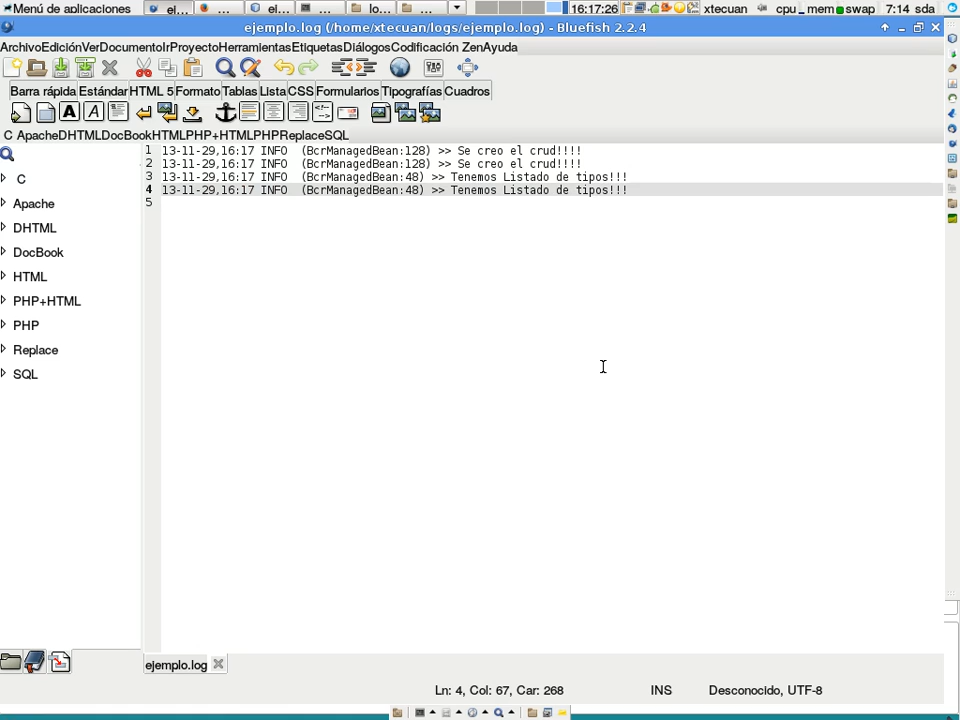 Menú de aplicaciones el... ... el... ... lo... ... 16:17:26 xtecuan cpu mem swap 7:14 sda
ejemplo.log (/home/xtecuan/logs/ejemplo.log) - Bluefish 2.2.4
ArchivoEdiciónVerDocumentoIrProyectoHerramientasEtiquetasDiálogosCodificación ZenAyuda
Barra rápida Estándar HTML 5 Formato Tablas Lista CSS Formularios Tipografías Cuadros
C ApacheDHTMLDocBookHTMLPHP+HTMLPHPReplaceSQL
1 13-11-29,16:17 INFO (BcrManagedBean:128) >> Se creo el crud!!!!
2 13-11-29,16:17 INFO (BcrManagedBean:128) >> Se creo el crud!!!!
3 13-11-29,16:17 INFO (BcrManagedBean:48) >> Tenemos Listado de tipos!!!
4 13-11-29,16:17 INFO (BcrManagedBean:48) >> Tenemos Listado de tipos!!!
5
C
Apache
DHTML
DocBook
HTML
PHP+HTML
PHP
Replace
SQL
ejemplo.log
Ln: 4, Col: 67, Car: 268 INS Desconocido, UTF-8